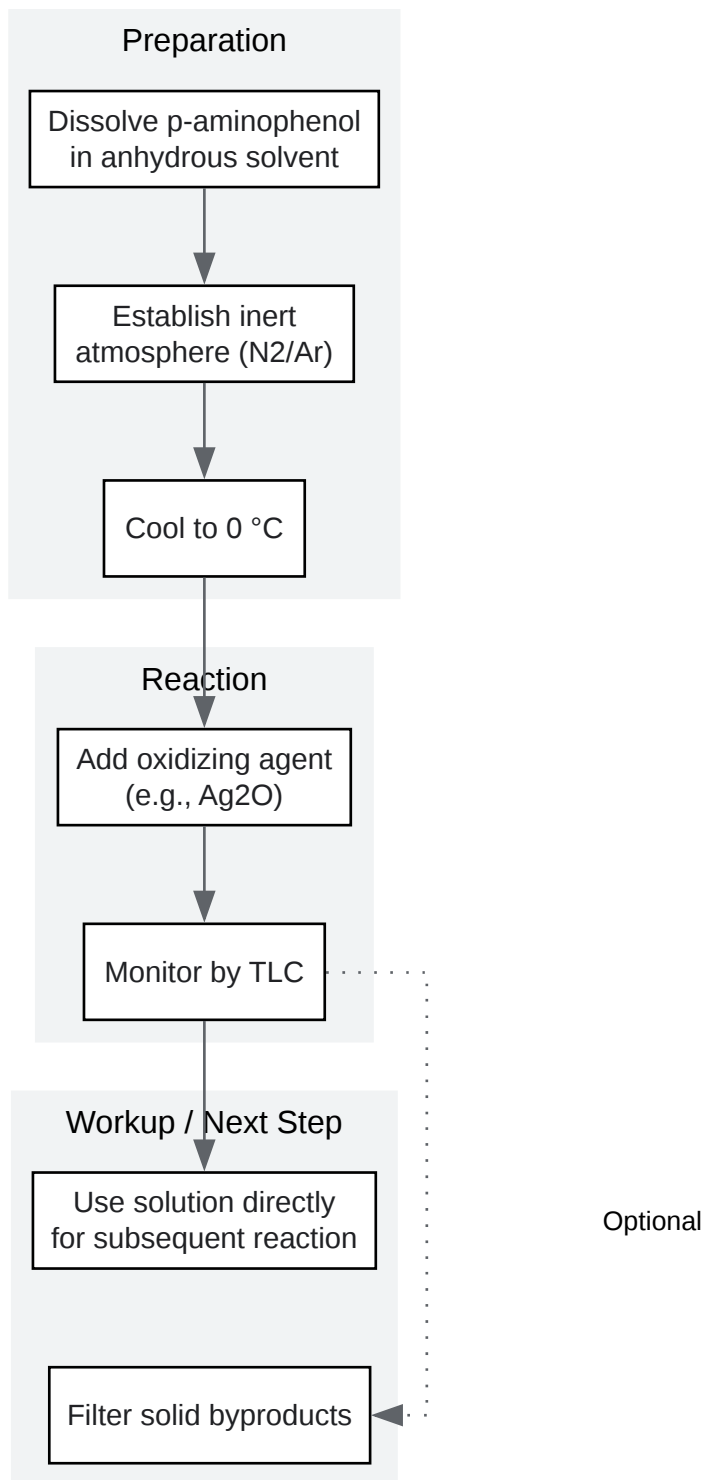 Preparation
Dissolve p-aminophenol
in anhydrous solvent
Establish inert
atmosphere (N2/Ar)
Cool to 0 °C
Reaction
Add oxidizing agent
(e.g., Ag2O)
Monitor by TLC
Workup / Next Step
Use solution directly
for subsequent reaction
Optional
Filter solid byproducts